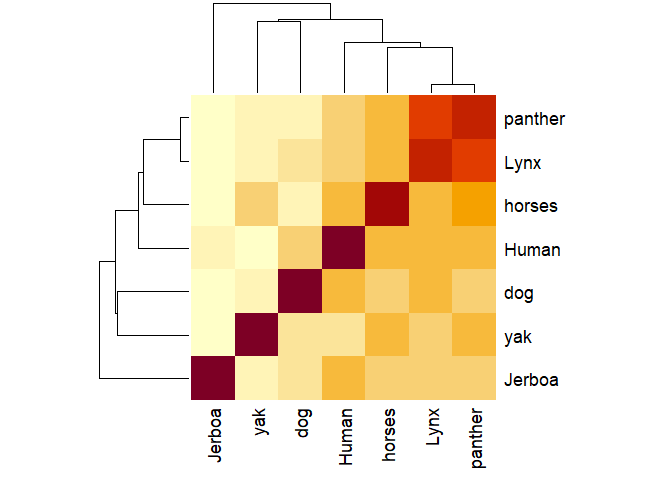 panther
Lynx
horses
Human
dog
yak
Jerboa
Jerboa
yak
dog
Human
horses
Lynx
panther